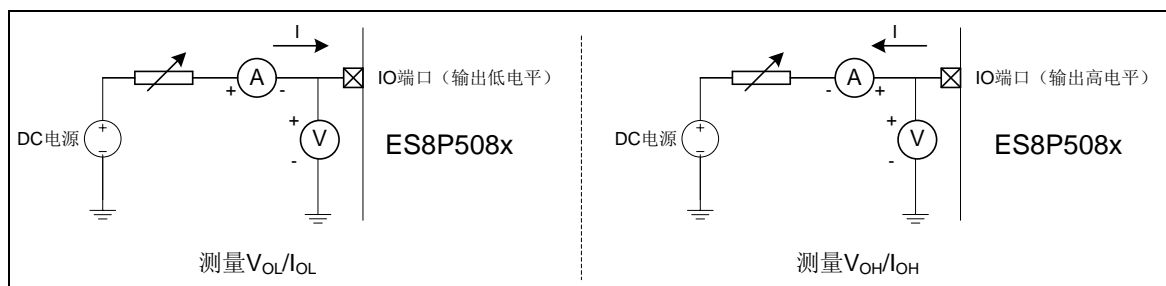 I
A
+ -
IO端口（输出低电平）
DC电源
+
-
+
V
-
ES8P508x
测量VOL/IOL
I
A
- +
IO端口（输出高电平）
DC电源
+
-
+
V
-
ES8P508x
测量VOH/IOH